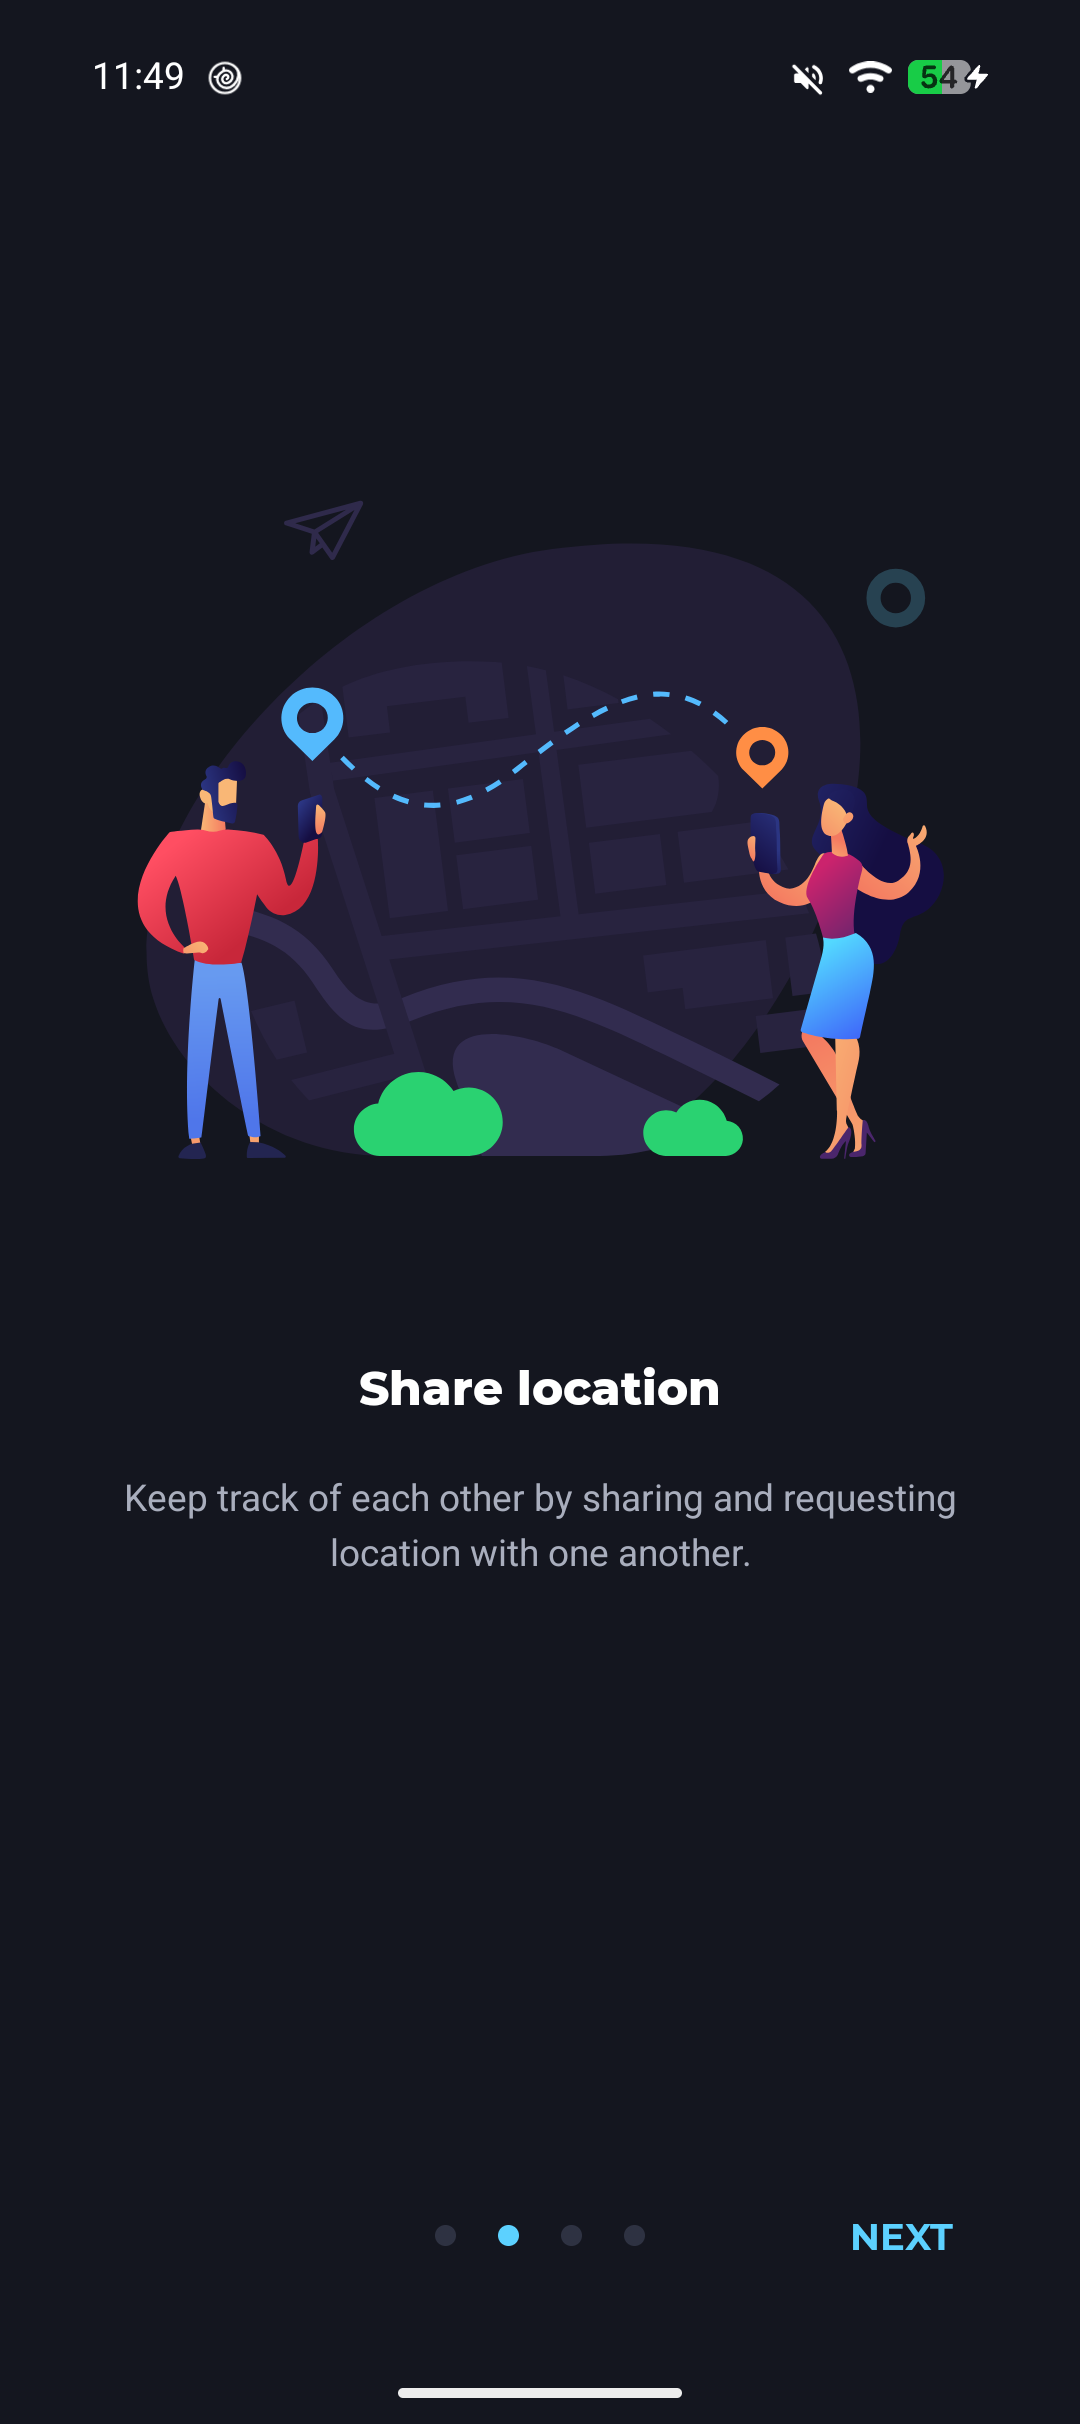 11:49
54
Share location
Keep track of each other by sharing and requesting
location with one another.
NEXT